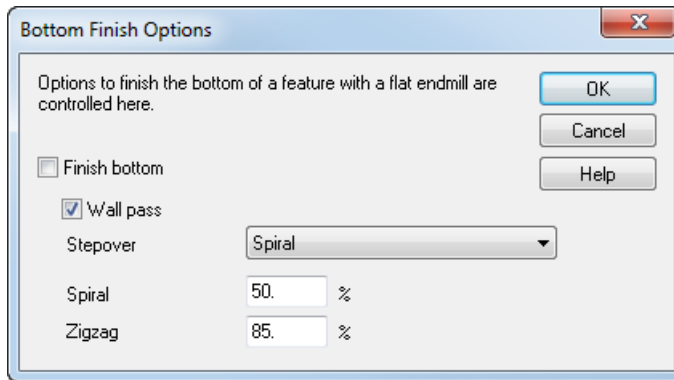 Bottom Finish Options
Options to finish the bottom of a feature with a flat endmill are
controlled here.
OK
Cancel
Help
Finish bottom
Wall pass
Stepover Spiral
Spiral 50. %
Zigzag 85. %